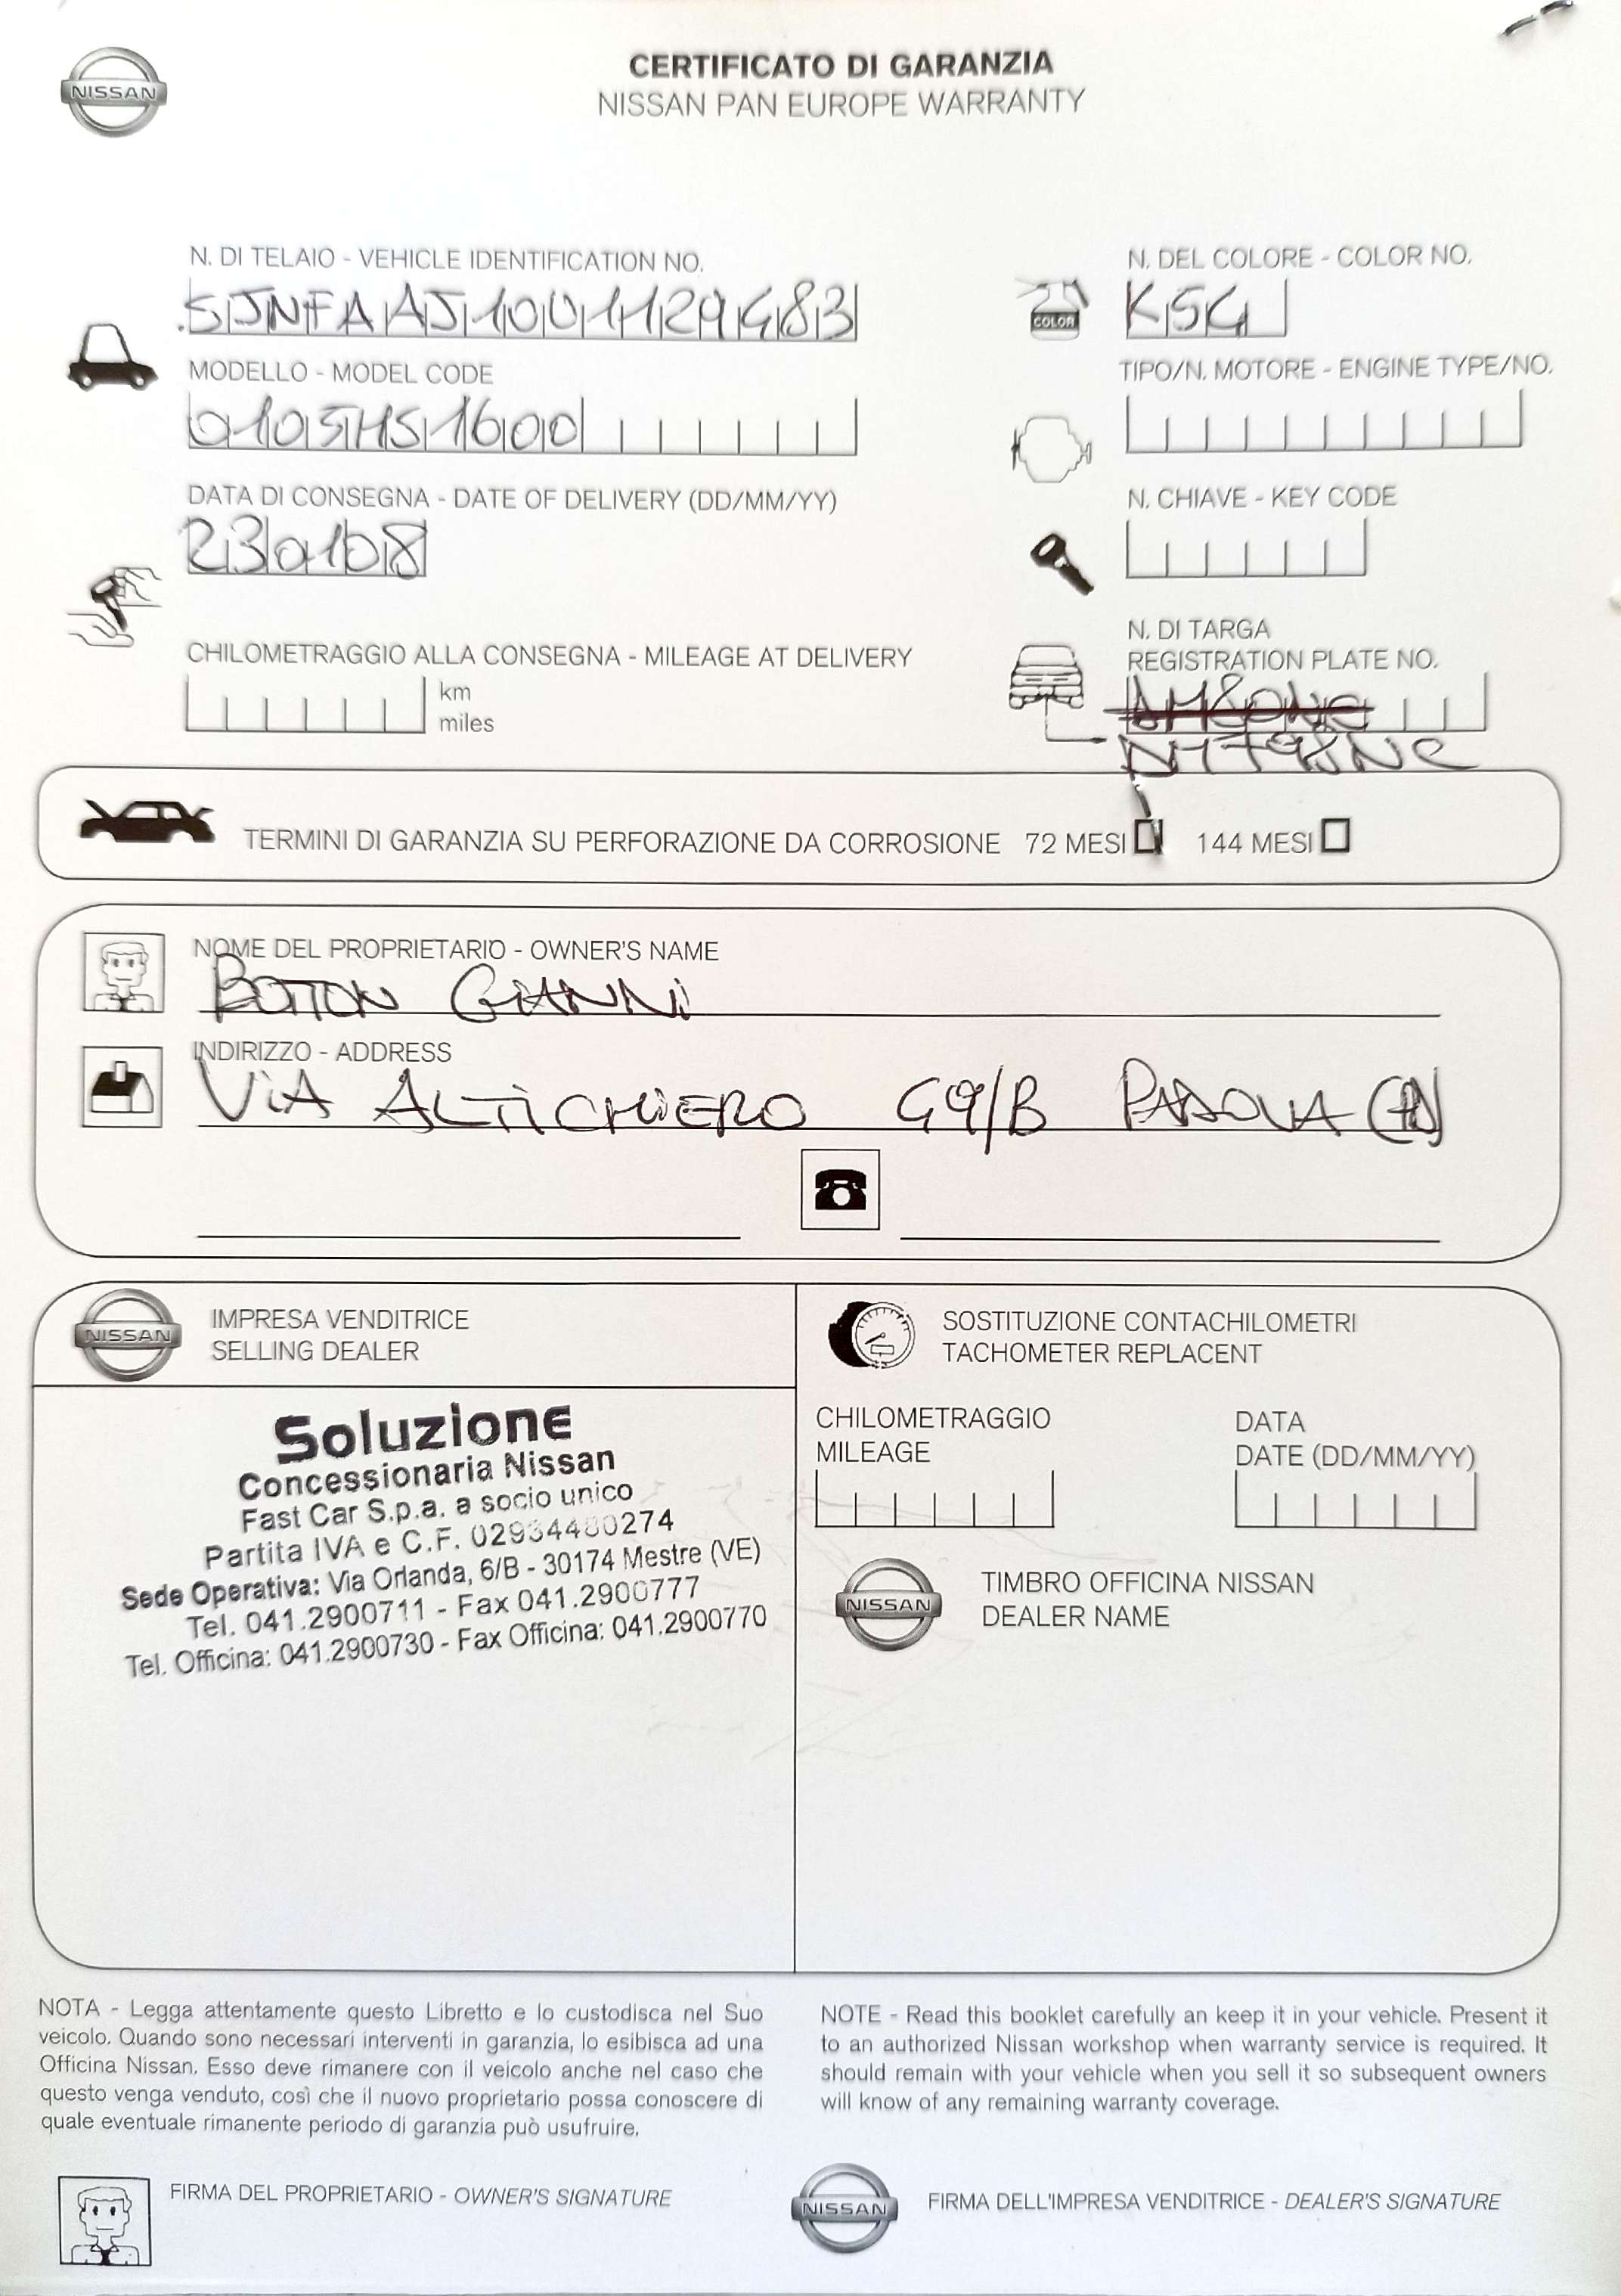 NISSAN
CERTIFICATO DI GARANZIA
NISSAN PAN EUROPE WARRANTY
N. DI TELAIO - VEHICLE IDENTIFICATION NO.
SJNFAAJ10U1129483
N. DEL COLORE - COLOR NO.
COLOR
MODELLO - MODEL CODE
0105HS1600
TIPO/N. MOTORE - ENGINE TYPE/NO.
DATA DI CONSEGNA - DATE OF DELIVERY (DD/MM/YY)
230108
N. CHIAVE - KEY CODE
CHILOMETRAGGIO ALLA CONSEGNA - MILEAGE AT DELIVERY
km
miles
N. DI TARGA
REGISTRATION PLATE NO.
TERMINI DI GARANZIA SU PERFORAZIONE DA CORROSIONE 72 MESI 144 MESI
NOME DEL PROPRIETARIO - OWNER'S NAME
BOTTON GIANNI
INDIRIZZO - ADDRESS
VIA ALTICHIERO 49/B PADOVA (PD)
NISSAN
IMPRESA VENDITRICE
SELLING DEALER
SOSTITUZIONE CONTACHILOMETRI
TACHOMETER REPLACENT
Soluzione
Concessionaria Nissan
Fast Car S.p.a. a socio unico
Partita IVA e C.F. 02934480274
Sede Operativa: Via Orlanda, 6/B - 30174 Mestre (VE)
Tel. 041.2900711 - Fax 041.2900777
Tel. Officina: 041.2900730 - Fax Officina: 041.2900770
CHILOMETRAGGIO
MILEAGE
DATA
DATE (DD/MM/YY)
NISSAN
TIMBRO OFFICINA NISSAN
DEALER NAME
NOTA - Legga attentamente questo Libretto e lo custodisca nel Suo
veicolo. Quando sono necessari interventi in garanzia, lo esibisca ad una
Officina Nissan. Esso deve rimanere con il veicolo anche nel caso che
questo venga venduto, così che il nuovo proprietario possa conoscere di
quale eventuale rimanente periodo di garanzia può usufruire.
NOTE - Read this booklet carefully an keep it in your vehicle. Present it
to an authorized Nissan workshop when warranty service is required. It
should remain with your vehicle when you sell it so subsequent owners
will know of any remaining warranty coverage.
FIRMA DEL PROPRIETARIO - OWNER'S SIGNATURE
NISSAN
FIRMA DELL'IMPRESA VENDITRICE - DEALER'S SIGNATURE